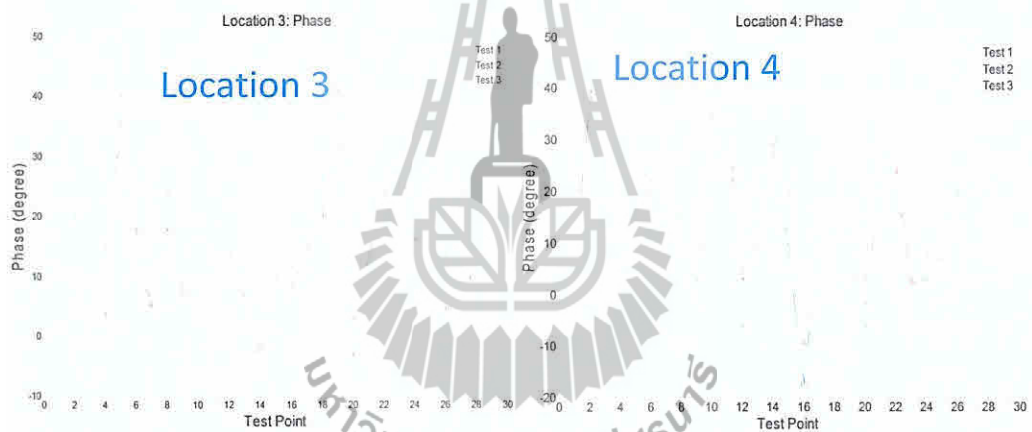 Location 3: Phase
Location 3
Test 1
Test 2
Test 3
Phase (degree)
50
40
30
20
10
0
-10
0 2 4 6 8 10 12 14 16 18 20 22 24 26 28 30
Test Point
Location 4: Phase
Location 4
Test 1
Test 2
Test 3
Phase (degree)
50
40
30
20
10
0
-10
-20
0 2 4 6 8 10 12 14 16 18 20 22 24 26 28 30
Test Point